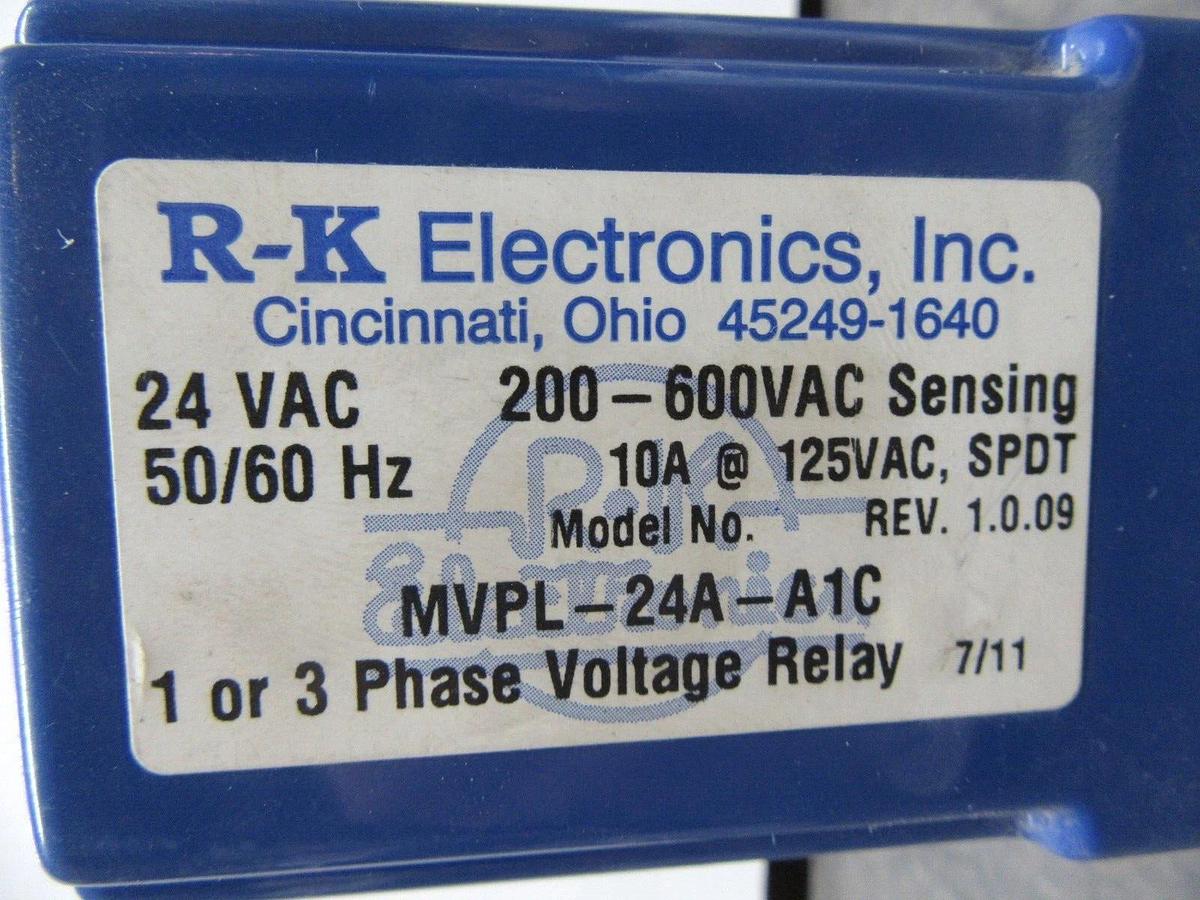 R-K Electronics, Inc.
Cincinnati, Ohio 45249-1640
24 VAC 200-600VAC Sensing
50/60 Hz 10A @ 125VAC, SPDT
Model No. REV. 1.0.09
MVPL-24A-A1C
1 or 3 Phase Voltage Relay 7/11
R-K
Electronics